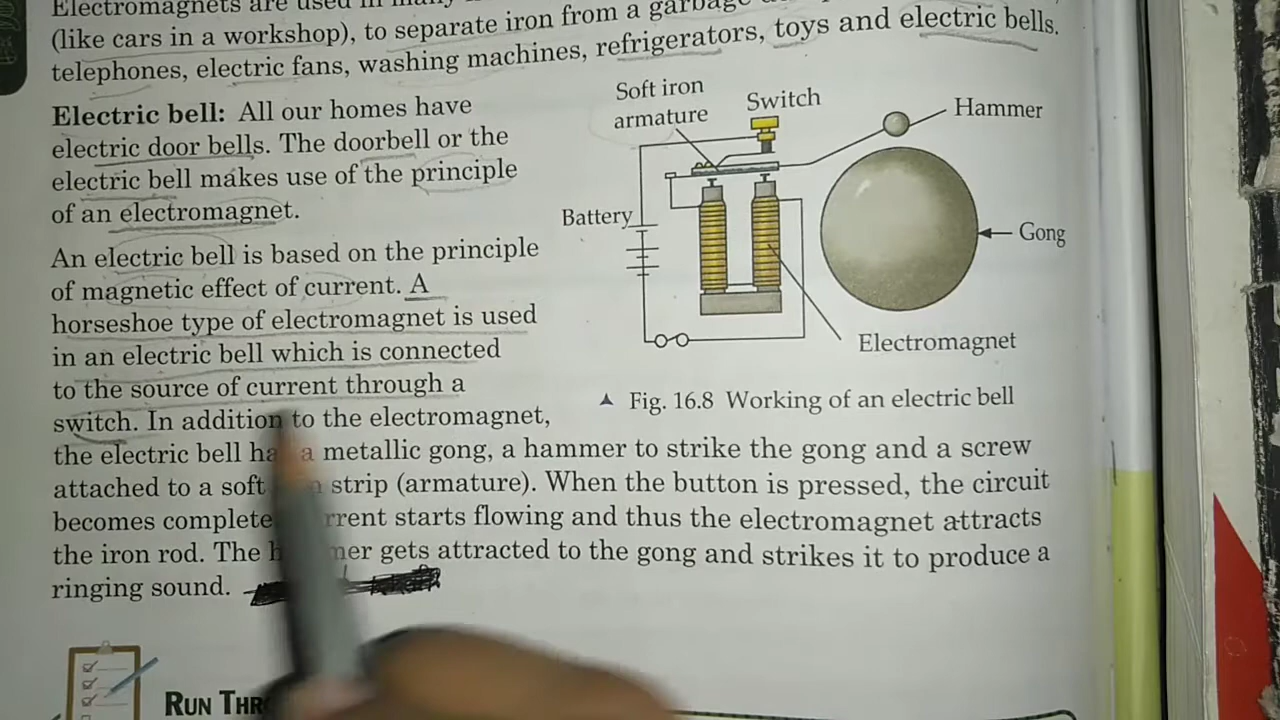 Electromagnets are used in many
(like cars in a workshop), to separate iron from a garbage
telephones, electric fans, washing machines, refrigerators, toys and electric bells.
Electric bell: All our homes have
electric door bells. The doorbell or the
electric bell makes use of the principle
of an electromagnet.
An electric bell is based on the principle
of magnetic effect of current. A
horseshoe type of electromagnet is used
in an electric bell which is connected
to the source of current through a
switch. In addition to the electromagnet,
the electric bell ha a metallic gong, a hammer to strike the gong and a screw
attached to a soft strip (armature). When the button is pressed, the circuit
becomes complete rrent starts flowing and thus the electromagnet attracts
the iron rod. The h mer gets attracted to the gong and strikes it to produce a
ringing sound.
Soft iron
armature
Switch
Hammer
Battery
Gong
Electromagnet
Fig. 16.8 Working of an electric bell
RUN THR